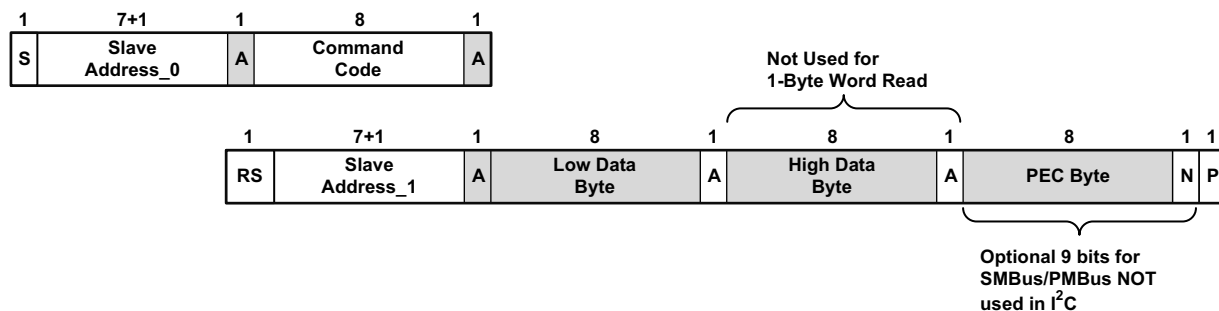 1 7+1 1 8 1
S Slave Address_0 A Command Code A
Not Used for
1-Byte Word Read
1 7+1 1 8 1 8 1 8 1 1
RS Slave Address_1 A Low Data Byte A High Data Byte A PEC Byte N P
Optional 9 bits for
SMBus/PMBus NOT
used in I²C